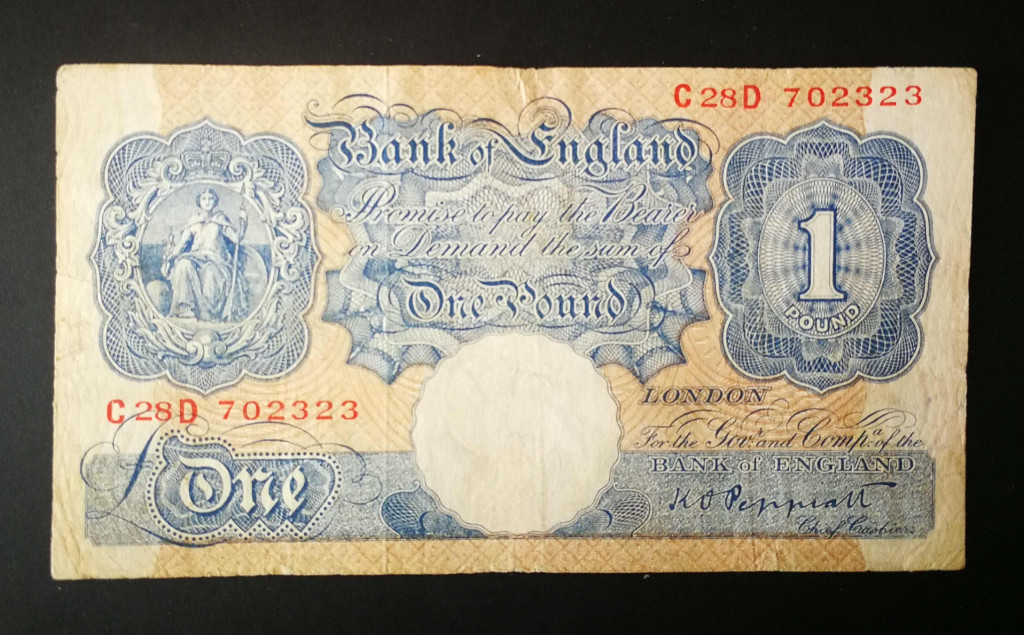 C28D 702323
Bank of England
Promise to pay the Bearer
on Demand the sum of
One Pound
1
POUND
C28D 702323
LONDON
For the Govr. and Compa. of the
BANK of ENGLAND
K O Peppiatt
Chief Cashier.
£ One